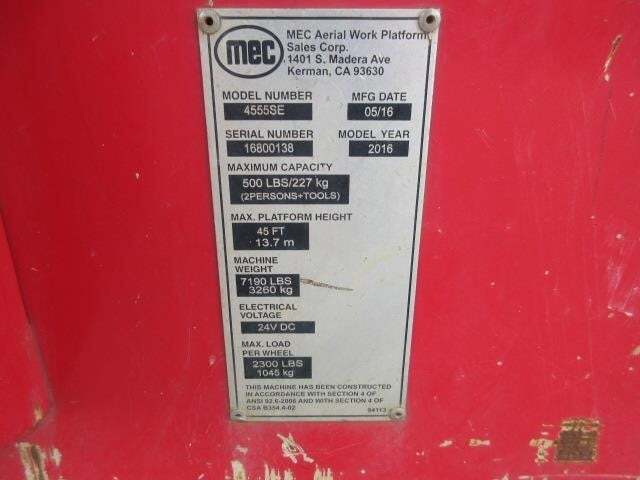 mec
MEC Aerial Work Platform
Sales Corp.
1401 S. Madera Ave
Kerman, CA 93630
MODEL NUMBER MFG DATE
4555SE 05/16
SERIAL NUMBER MODEL YEAR
16800138 2016
MAXIMUM CAPACITY
500 LBS/227 kg
(2PERSONS+TOOLS)
MAX. PLATFORM HEIGHT
45 FT
13.7 m
MACHINE
WEIGHT
7190 LBS
3260 kg
ELECTRICAL
VOLTAGE
24V DC
MAX. LOAD
PER WHEEL
2300 LBS
1045 kg
THIS MACHINE HAS BEEN CONSTRUCTED
IN ACCORDANCE WITH SECTION 4 OF
ANSI 92.6-2006 AND WITH SECTION 4 OF
CSA B354.4-02 94113